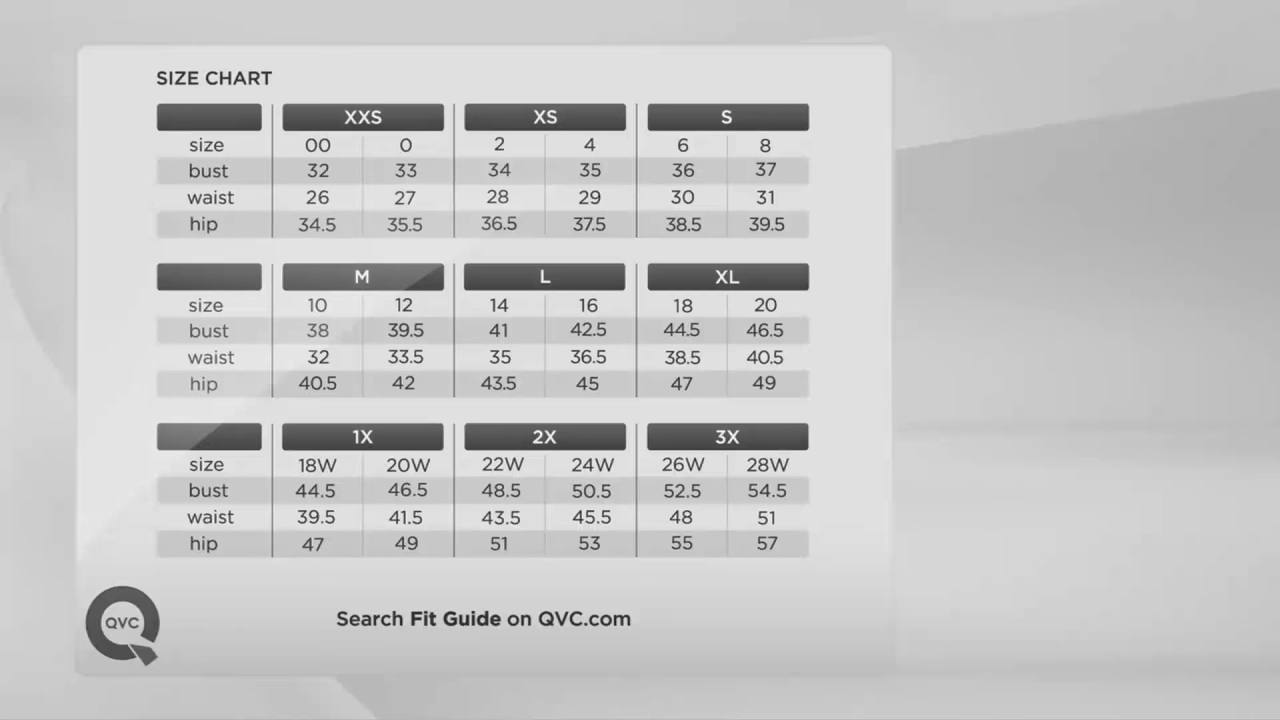 SIZE CHART
XXS XS S
size 00 0 2 4 6 8
bust 32 33 34 35 36 37
waist 26 27 28 29 30 31
hip 34.5 35.5 36.5 37.5 38.5 39.5
M L XL
size 10 12 14 16 18 20
bust 38 39.5 41 42.5 44.5 46.5
waist 32 33.5 35 36.5 38.5 40.5
hip 40.5 42 43.5 45 47 49
1X 2X 3X
size 18W 20W 22W 24W 26W 28W
bust 44.5 46.5 48.5 50.5 52.5 54.5
waist 39.5 41.5 43.5 45.5 48 51
hip 47 49 51 53 55 57
QVC
Search Fit Guide on QVC.com